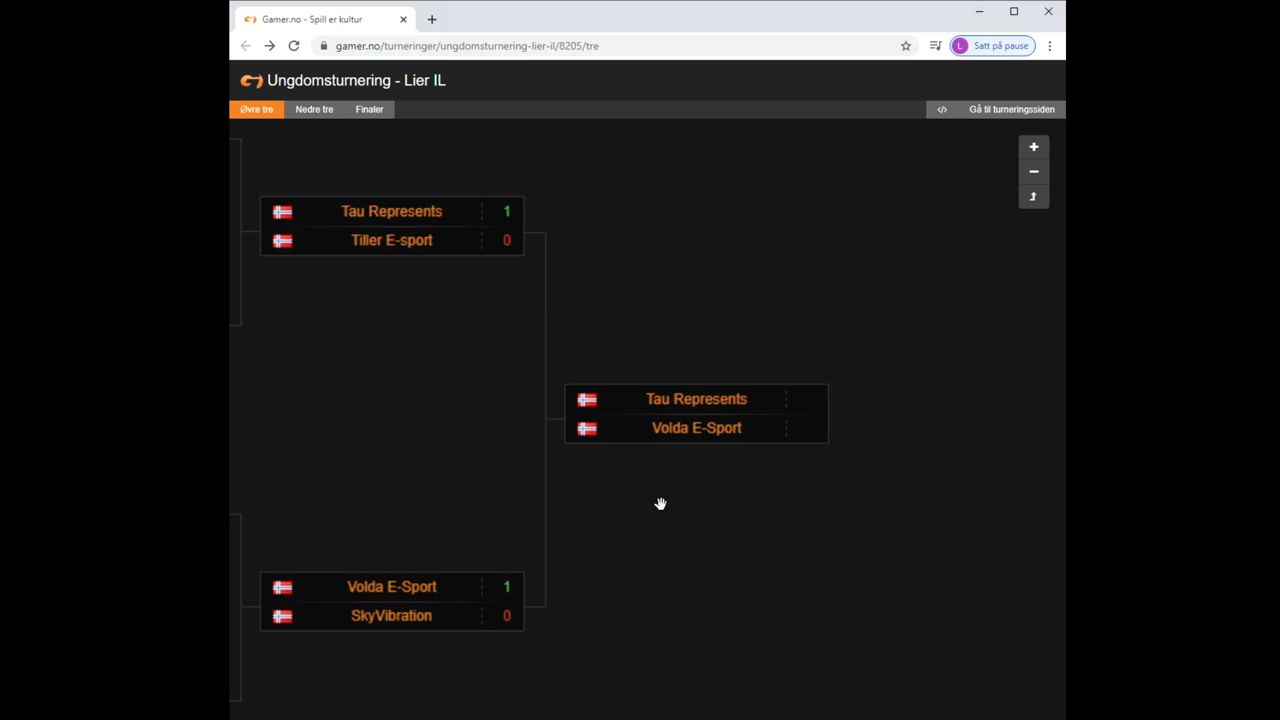 Gamer.no - Spill er kultur
gamer.no/turneringer/ungdomsturnering-lier-il/8205/tre
L Satt på pause
Ungdomsturnering - Lier IL
Øvre tre Nedre tre Finaler </> Gå til turneringssiden
+
−
Tau Represents 1
Tiller E-sport 0
Tau Represents
Volda E-Sport
Volda E-Sport 1
SkyVibration 0